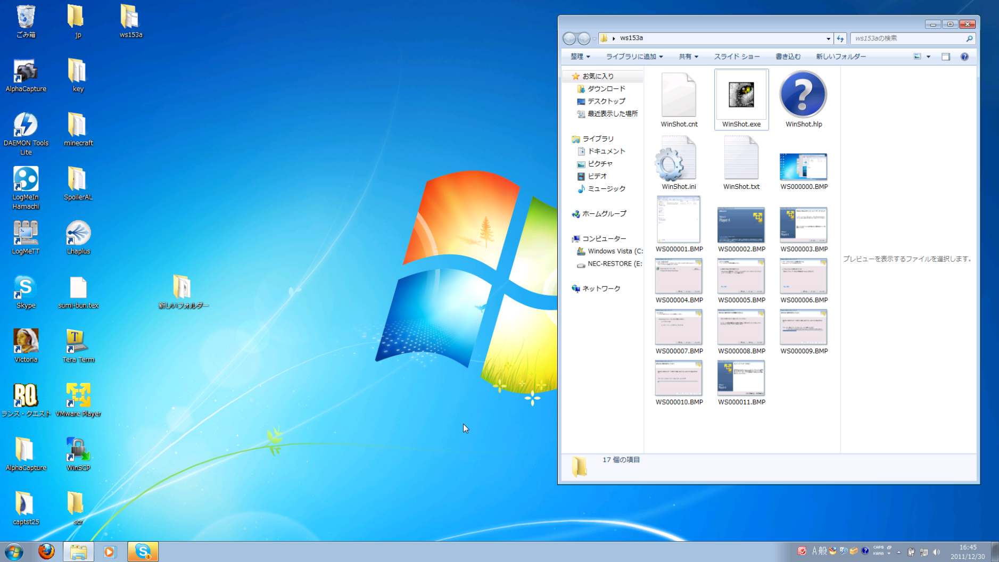 ごみ箱
jp
ws153a
AlphaCapture
key
DAEMON Tools
Lite
minecraft
LogMeIn
Hamachi
SpoilerAL
LogMeTT
Lhaplus
Skype
sumi-bun.tex
新しいフォルダー
Victoria
Tera Term
ランス・クエスト
VMware Player
AlphaCapture
WinSCP
captst25
scr
ws153a
ws153aの検索
整理
ライブラリに追加
共有
スライド ショー
書き込む
新しいフォルダー
お気に入り
ダウンロード
デスクトップ
最近表示した場所
ライブラリ
ドキュメント
ピクチャ
ビデオ
ミュージック
ホームグループ
コンピューター
Windows Vista (C:
NEC-RESTORE (E:
ネットワーク
WinShot.cnt
WinShot.exe
WinShot.hlp
WinShot.ini
WinShot.txt
WS000000.BMP
WS000001.BMP
WS000002.BMP
WS000003.BMP
WS000004.BMP
WS000005.BMP
WS000006.BMP
WS000007.BMP
WS000008.BMP
WS000009.BMP
WS000010.BMP
WS000011.BMP
プレビューを表示するファイルを選択します。
17 個の項目
A般
CAPS
KANA
16:45
2011/12/30